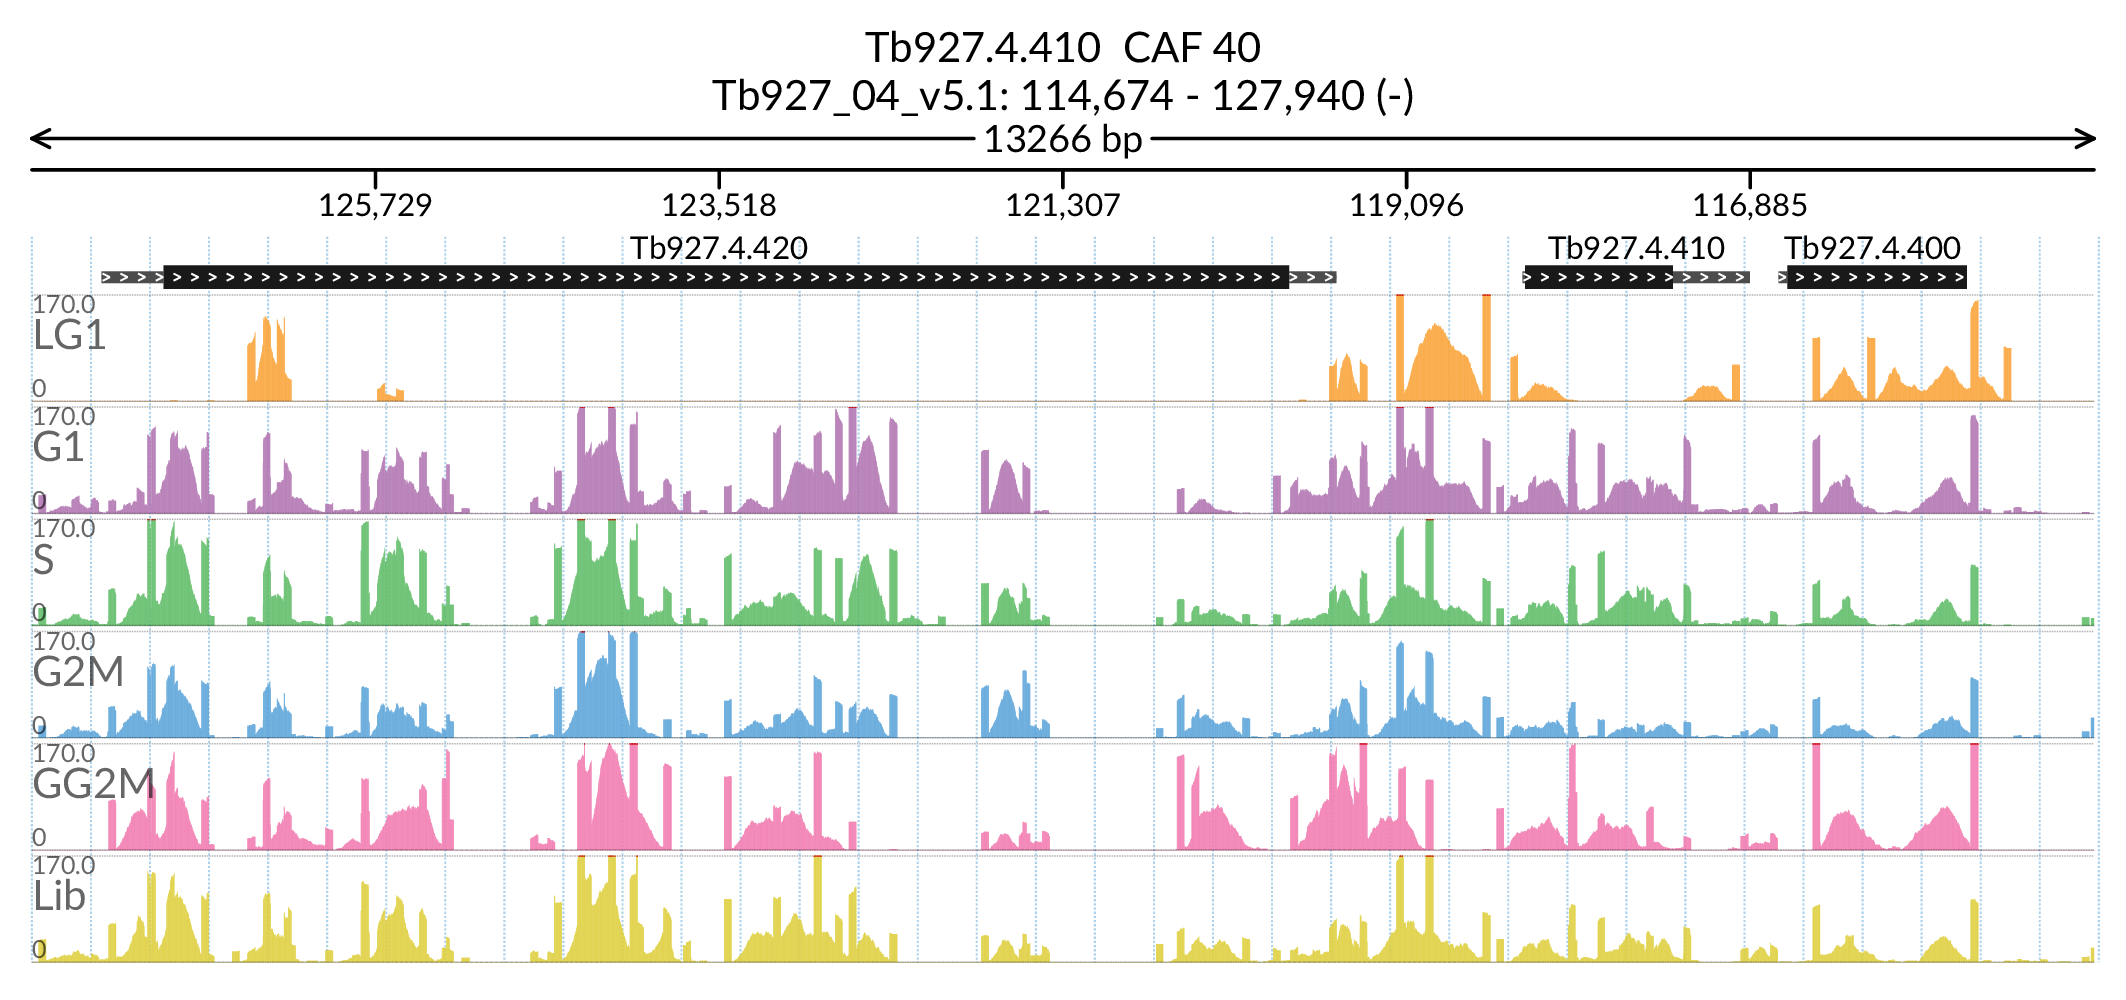 Tb927.4.410 CAF 40
Tb927_04_v5.1: 114,674 - 127,940 (-)
13266 bp
125,729 123,518 121,307 119,096 116,885
Tb927.4.420 Tb927.4.410 Tb927.4.400
170.0
LG1
0
170.0
G1
0
170.0
S
0
170.0
G2M
0
170.0
GG2M
0
170.0
Lib
0